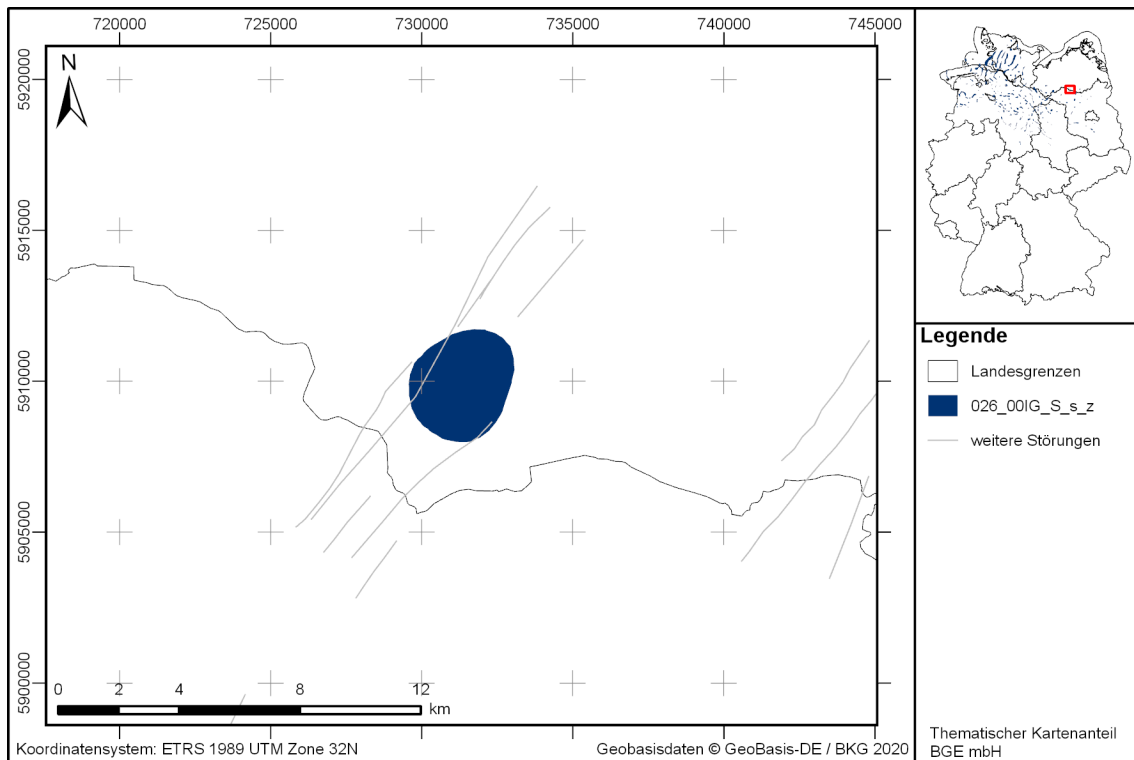 720000 725000 730000 735000 740000 745000
5920000
5915000
5910000
5905000
5900000
N
0 2 4 8 12
km
Koordinatensystem: ETRS 1989 UTM Zone 32N
Geobasisdaten © GeoBasis-DE / BKG 2020
Legende
Landesgrenzen
026_00IG_S_s_z
weitere Störungen
Thematischer Kartenanteil
BGE mbH